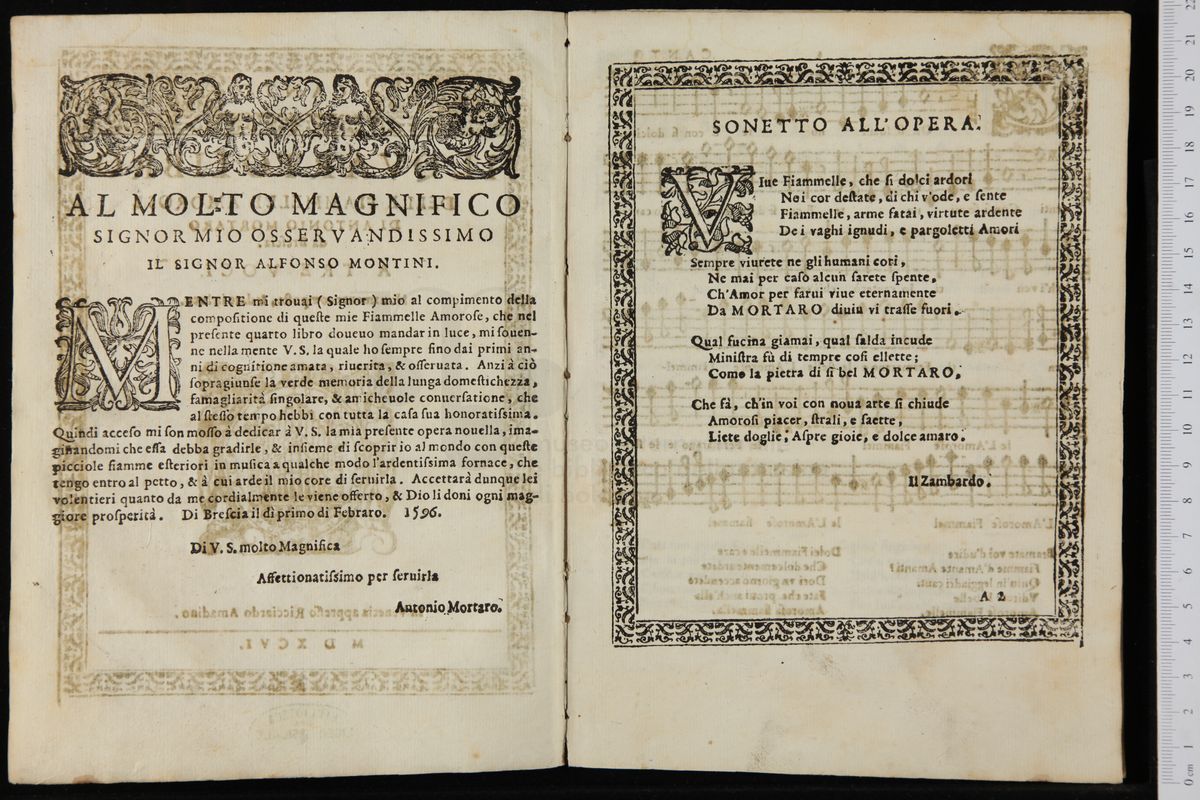 AL MOLTO MAGNIFICO
SIGNOR MIO OSSERVANDISSIMO
IL SIGNOR ALFONSO MONTINI.
MENTRE mi trouai (Signor) mio al compimento della
compositione di queste mie Fiammelle Amorose, che nel
presente quarto libro doueuo mandar in luce, mi souen-
ne nella mente V. S. la quale ho sempre fino dai primi an-
ni di cognitione amata, riuerita, & osseruata. Anzi à ciò
sopragiunse la verde memoria della lunga domestichezza,
famagliarità singolare, & amicheuole conuersatione, che
al stesso tempo hebbi con tutta la casa sua honoratissima.
Quindi acceso mi son mosso à dedicar à V. S. la mia presente opera nouella, ima-
ginandomi che essa debba gradirle, & insieme di scoprir io al mondo con queste
picciole fiamme esteriori in musica a qualche modo l'ardentissima fornace, che
tengo entro al petto, & à cui arde il mio core di seruirla. Accettarà dunque lei
volentieri quanto da me cordialmente le viene offerto, & Dio li doni ogni mag-
giore prosperità. Di Brescia il dì primo di Febraro. 1596.
Di V. S. molto Magnifica
Affettionatissimo per seruirla
Antonio Mortaro.
SONETTO ALL'OPERA.
VIue Fiammelle, che si dolci ardori
Nei cor destate, di chi v'ode, e sente
Fiammelle, arme fatai, virtute ardente
De i vaghi ignudi, e pargoletti Amori
Sempre viurete ne gli humani cori,
Ne mai per caso alcun sarete spente,
Ch'Amor per farui viue eternamente
Da MORTARO diuin vi trasse fuori.
Qual fucina giamai, qual salda incude
Ministra fù di tempre cosi ellette;
Como la pietra di sì bel MORTARO,
Che fà, ch'in voi con noua arte si chiude
Amorosi piacer, strali, e saette,
Liete doglie; Aspre gioie, e dolce amaro.
Il Zambardo.
A 2